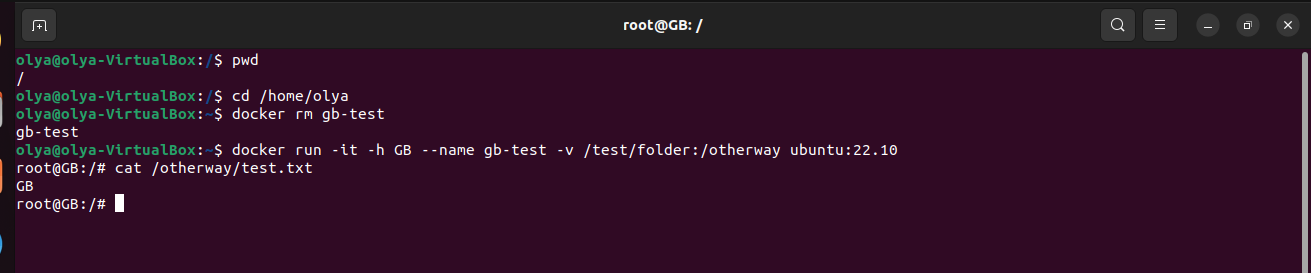 root@GB: /
olya@olya-VirtualBox:/$ pwd
/
olya@olya-VirtualBox:/$ cd /home/olya
olya@olya-VirtualBox:~$ docker rm gb-test
gb-test
olya@olya-VirtualBox:~$ docker run -it -h GB --name gb-test -v /test/folder:/otherway ubuntu:22.10
root@GB:/# cat /otherway/test.txt
GB
root@GB:/#